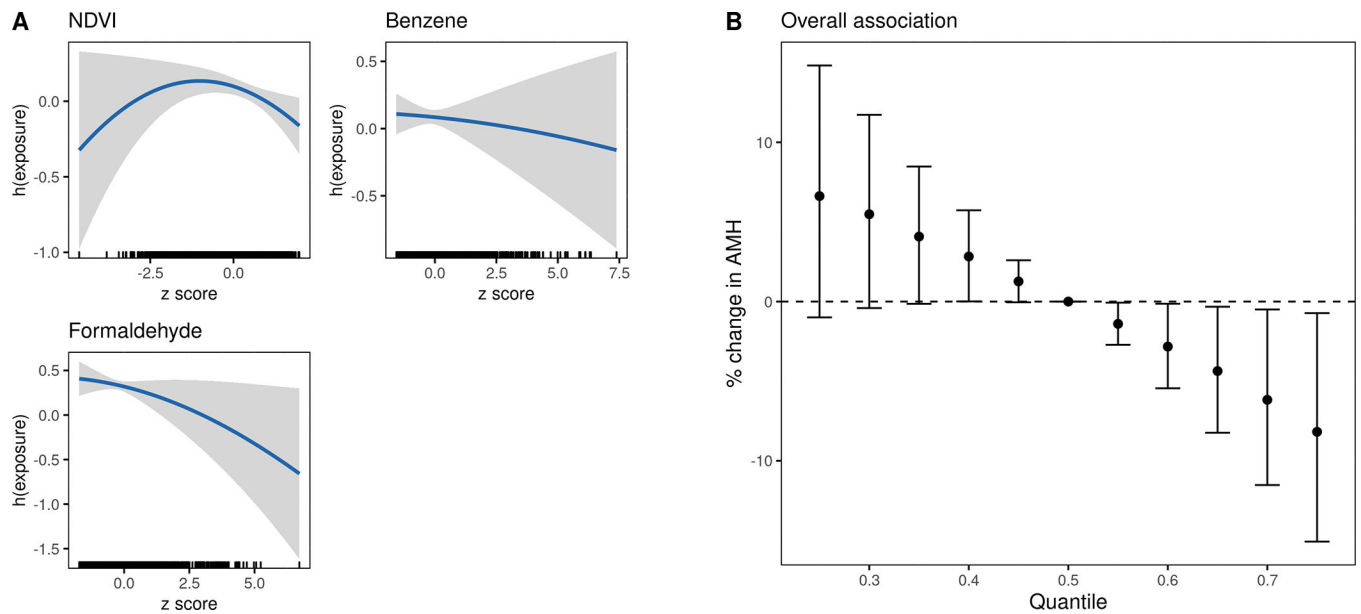 A
NDVI
h(exposure)
0.0
-0.5
-1.0
-2.5 0.0
z score
Benzene
h(exposure)
0.5
0.0
-0.5
0.0 2.5 5.0 7.5
z score
Formaldehyde
h(exposure)
0.5
0.0
-0.5
-1.0
-1.5
0.0 2.5 5.0
z score
B
Overall association
% change in AMH
10
0
-10
0.3 0.4 0.5 0.6 0.7
Quantile